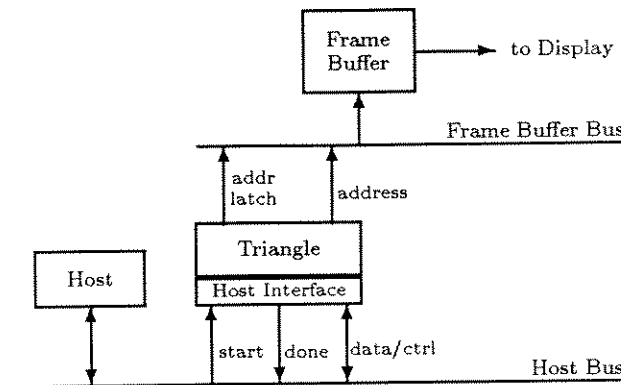 Frame
Buffer
to Display
Frame Buffer Bus
addr
latch
address
Triangle
Host
Host Interface
start
done
data/ctrl
Host Bus